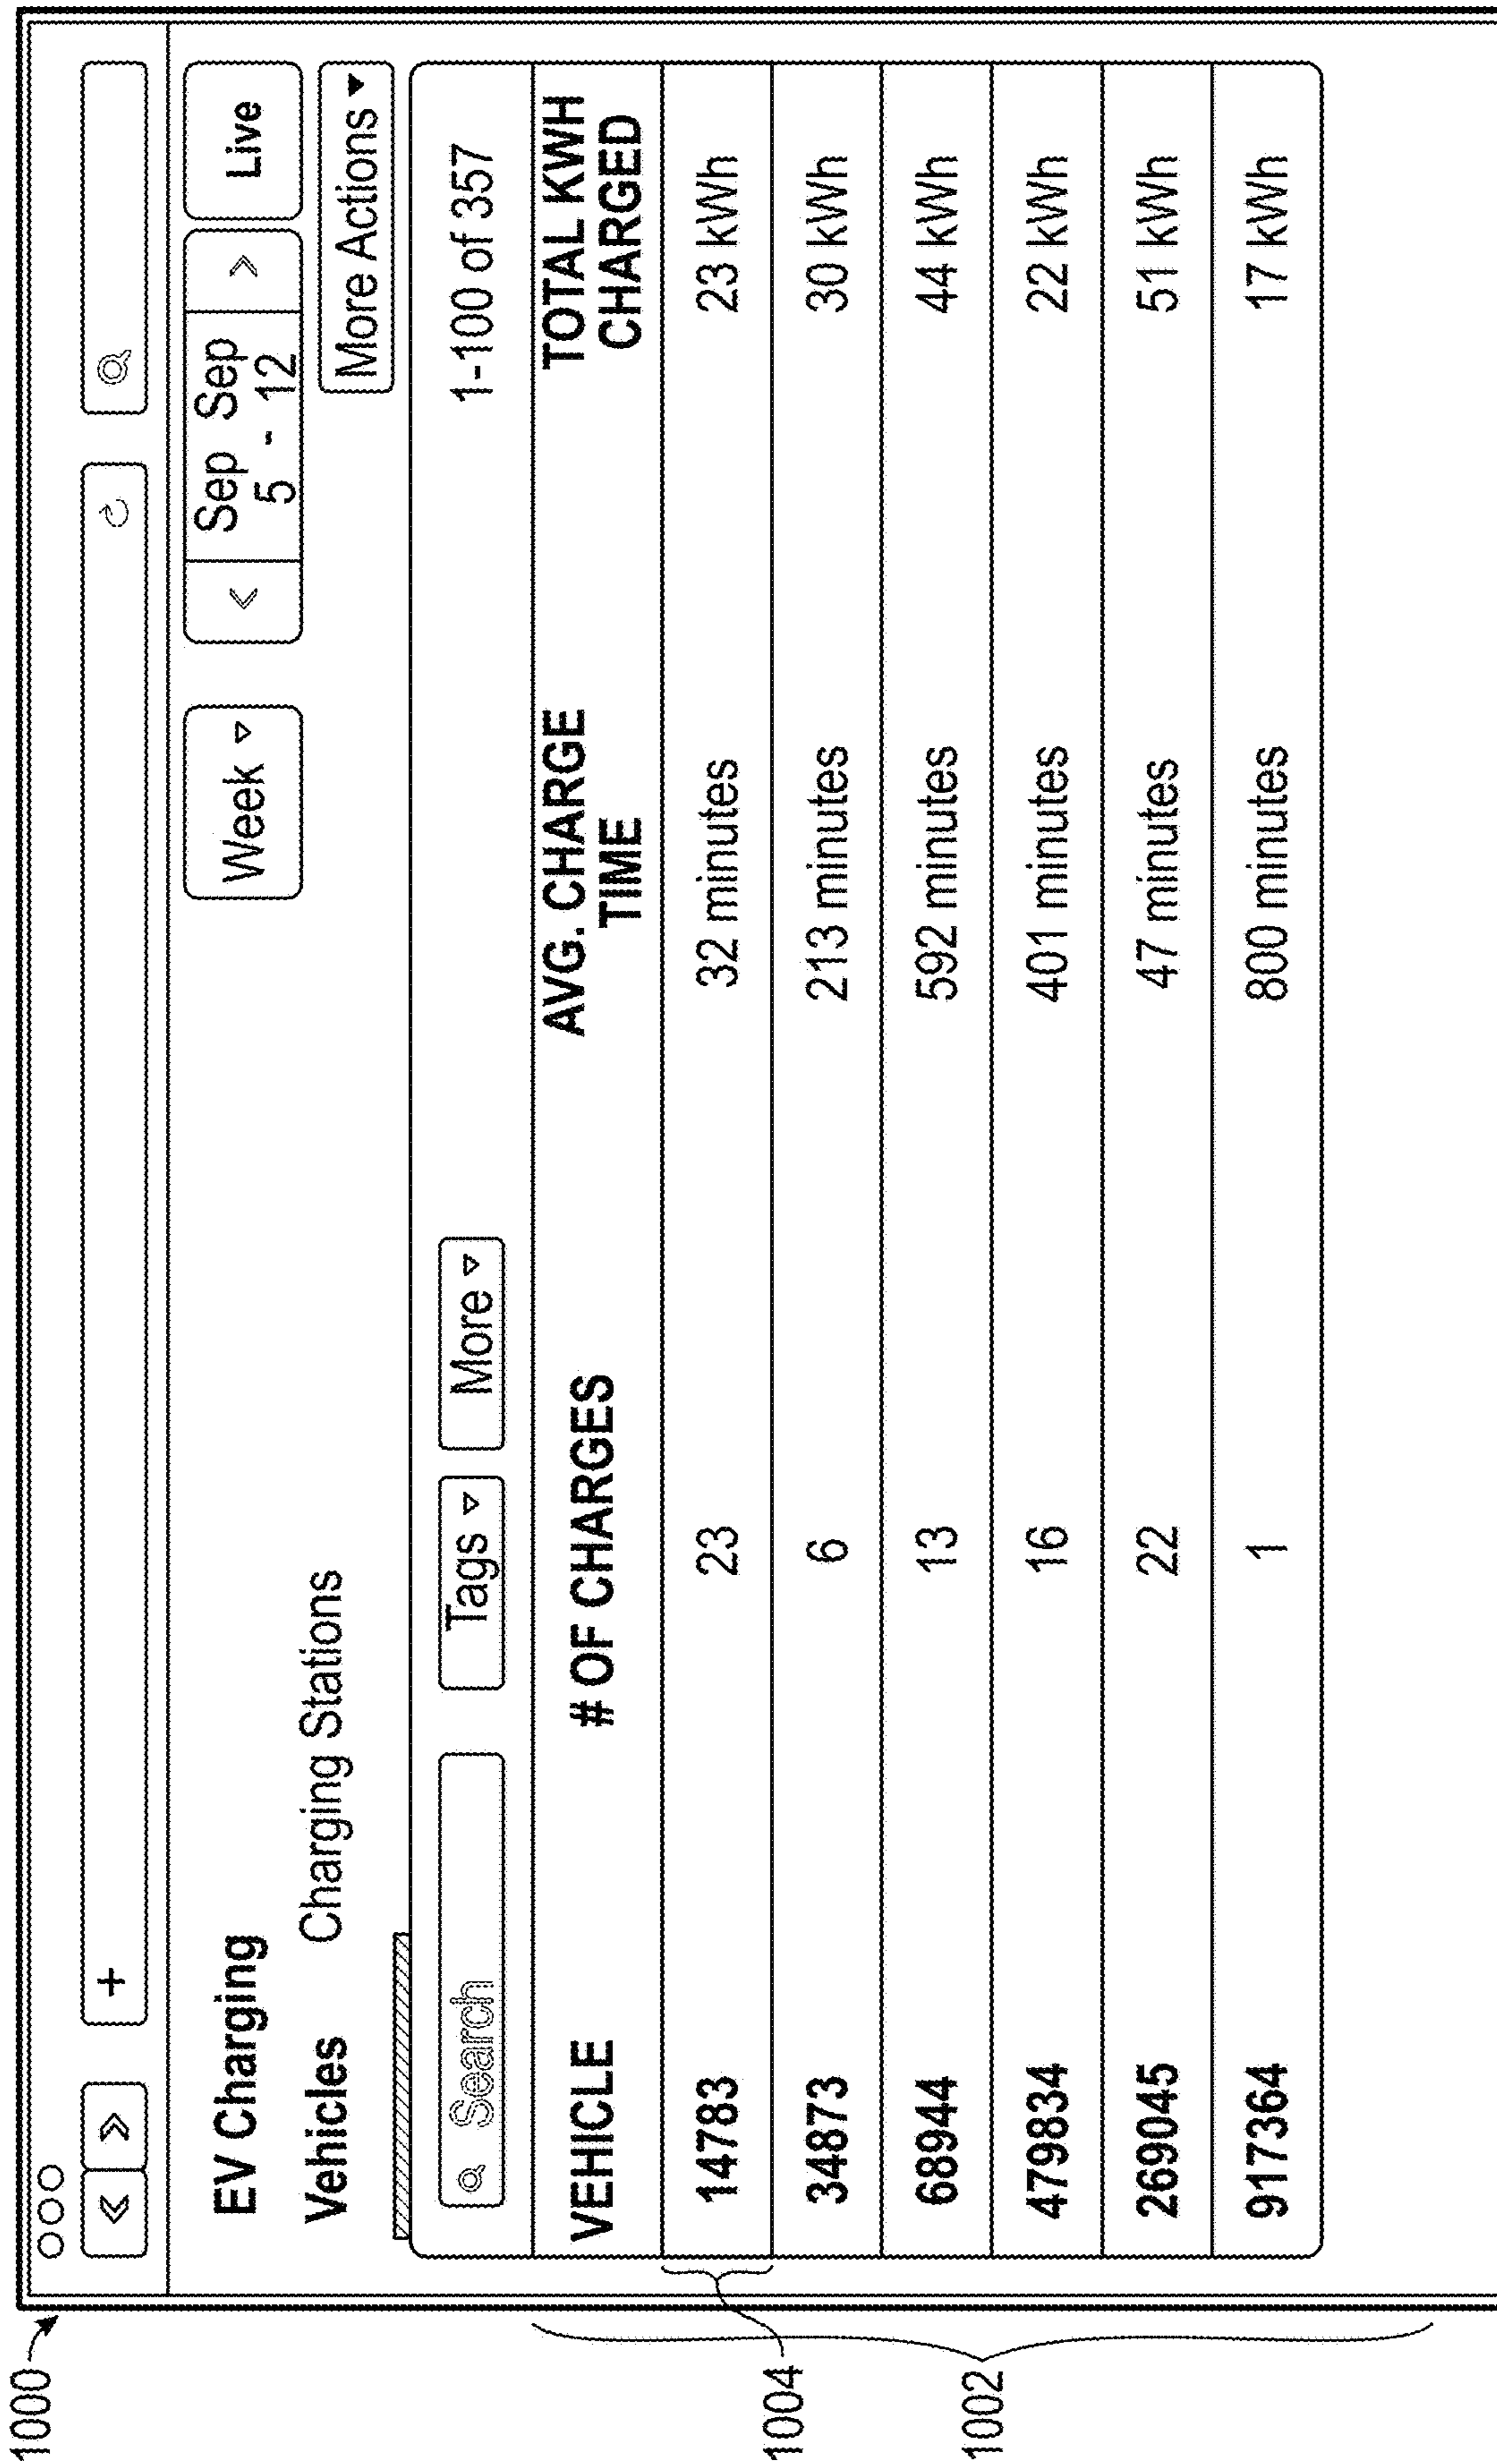 1000
+
EV Charging
Week
Sep Sep
5 - 12
Live
Vehicles Charging Stations
More Actions
Search Tags More 1-100 of 357
VEHICLE # OF CHARGES AVG. CHARGE TIME TOTAL KWH CHARGED
14783 23 32 minutes 23 kWh
34873 6 213 minutes 30 kWh
68944 13 592 minutes 44 kWh
479834 16 401 minutes 22 kWh
269045 22 47 minutes 51 kWh
917364 1 800 minutes 17 kWh
1004
1002